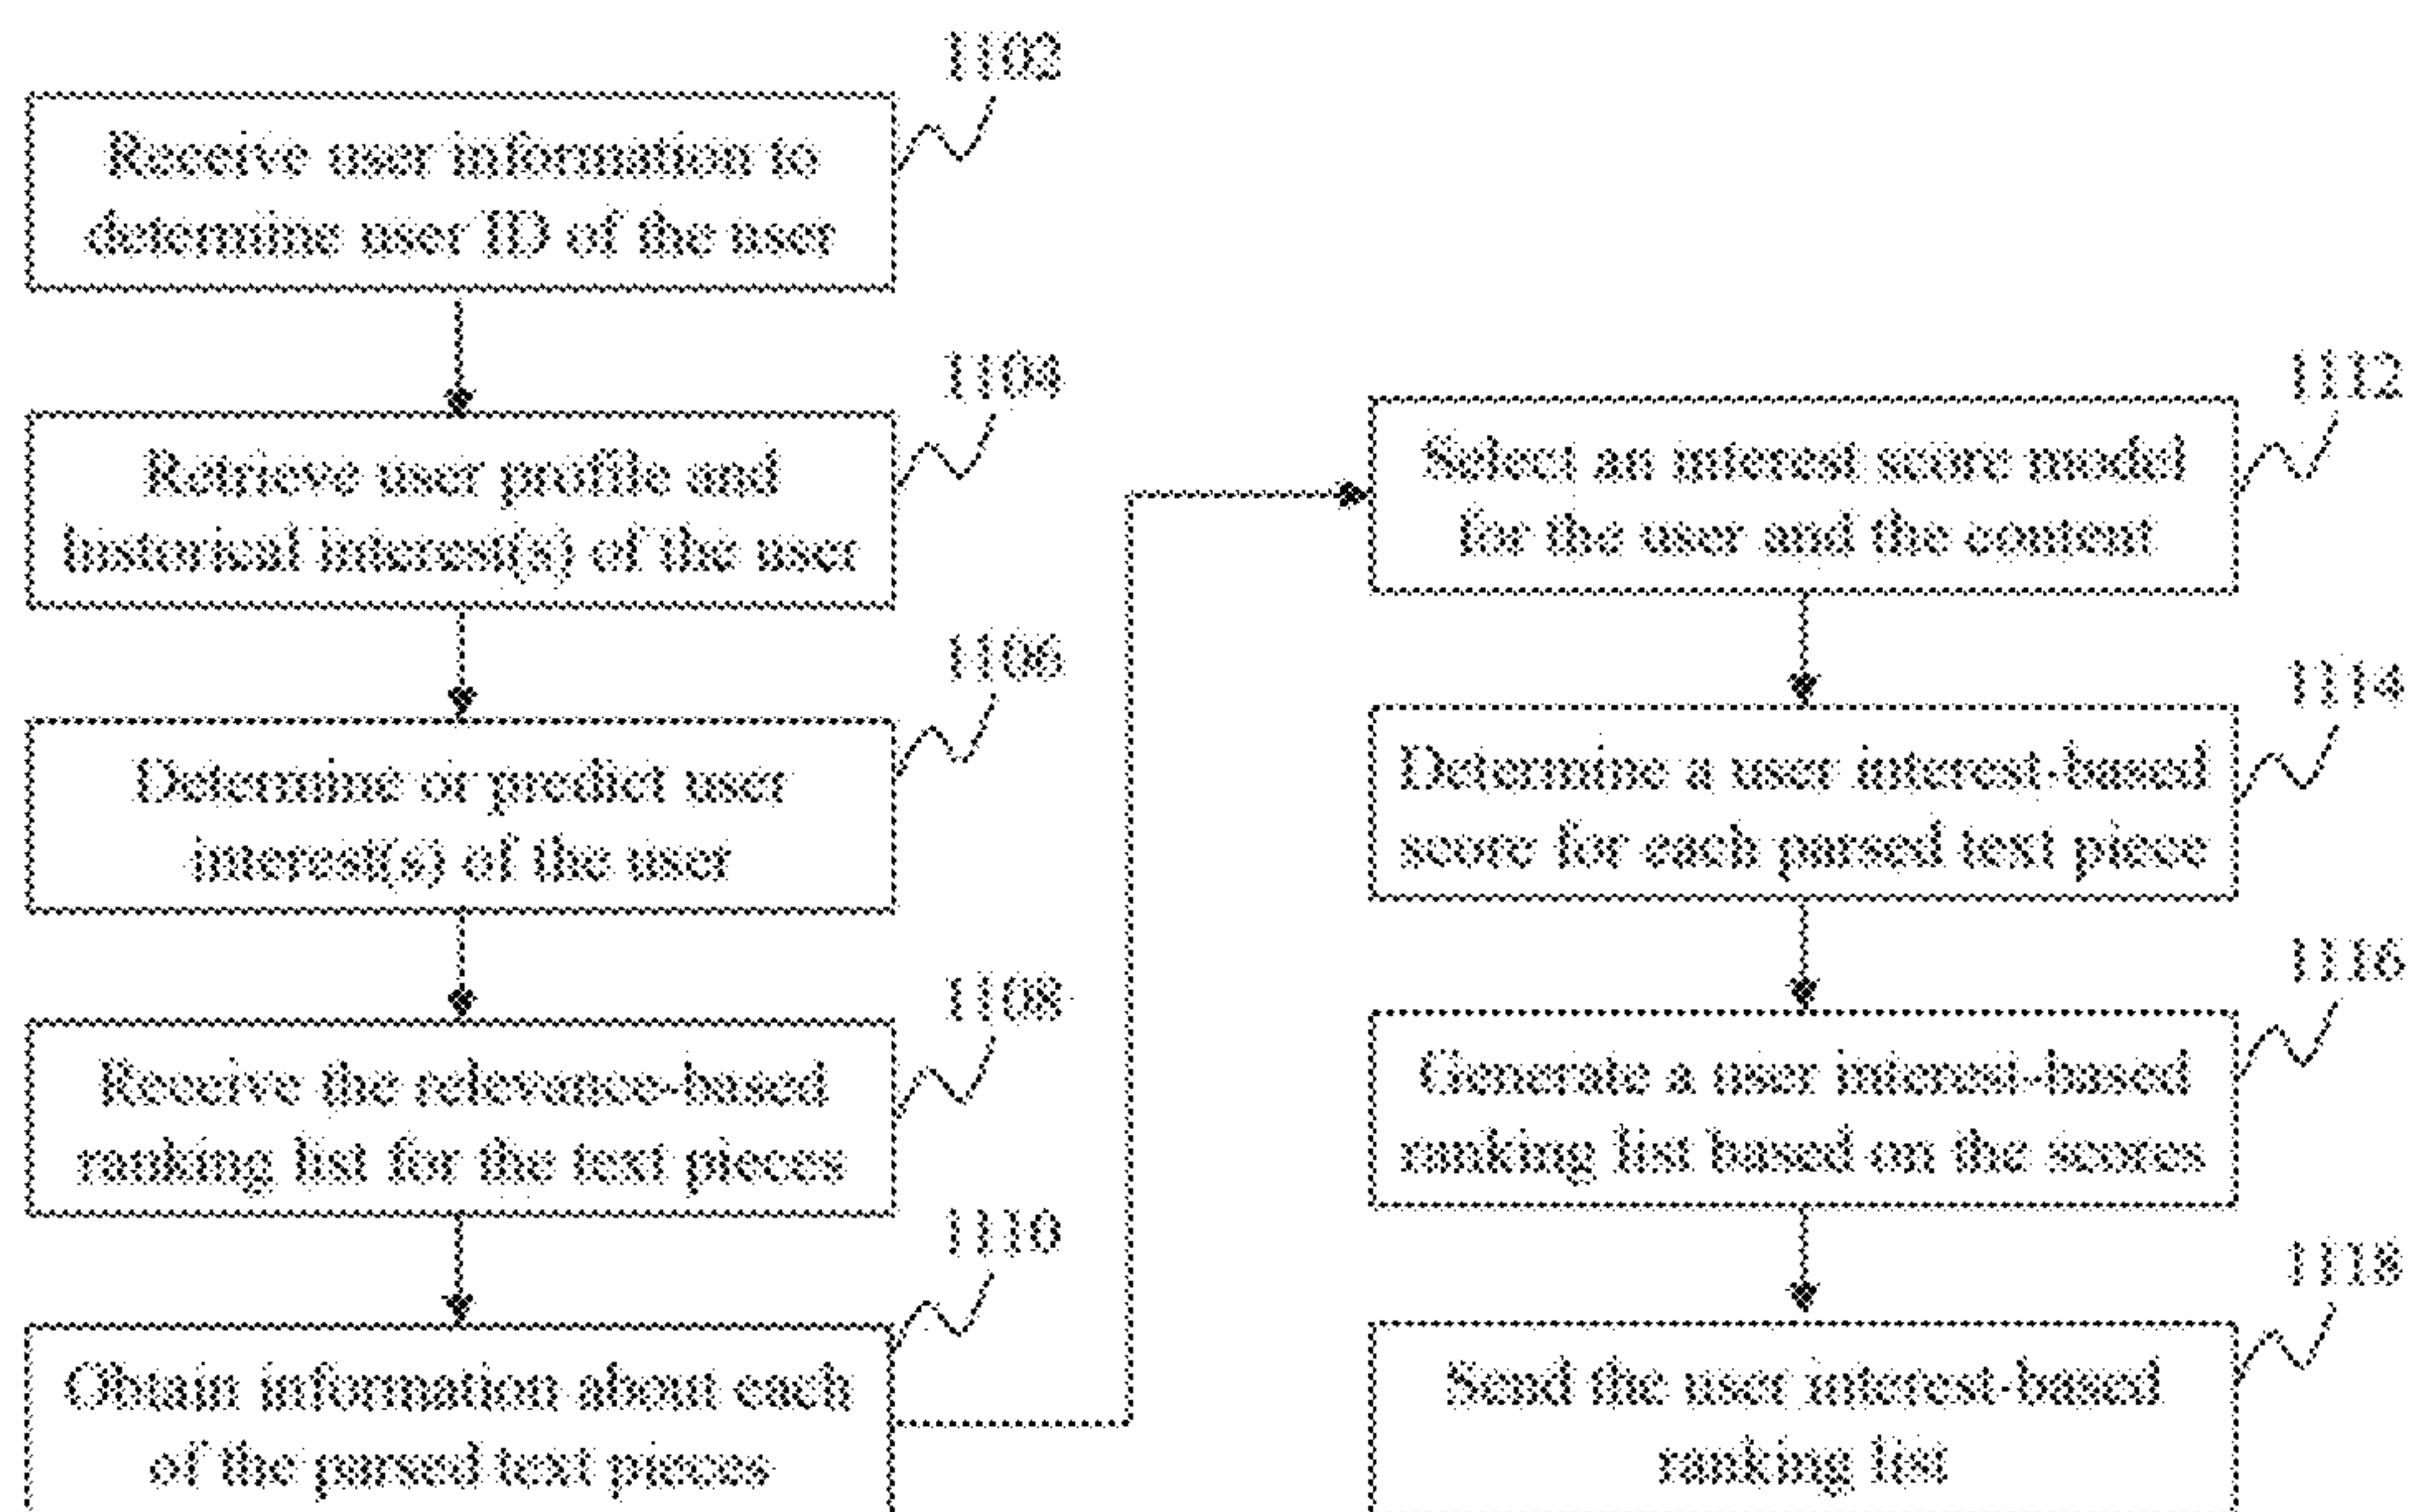 1102
Receive user information to
determine user ID of the user
1104
Retrieve user profile and
historical interest(s) of the user
1106
Determine or predict user
interest(s) of the user
1108
Receive the relevance-based
ranking list for the text pieces
1110
Obtain information about each
of the parsed text pieces
1112
Select an interest score model
for the user and the content
1114
Determine a user interest-based
score for each parsed text piece
1116
Generate a user interest-based
ranking list based on the scores
1118
Send the user interest-based
ranking list